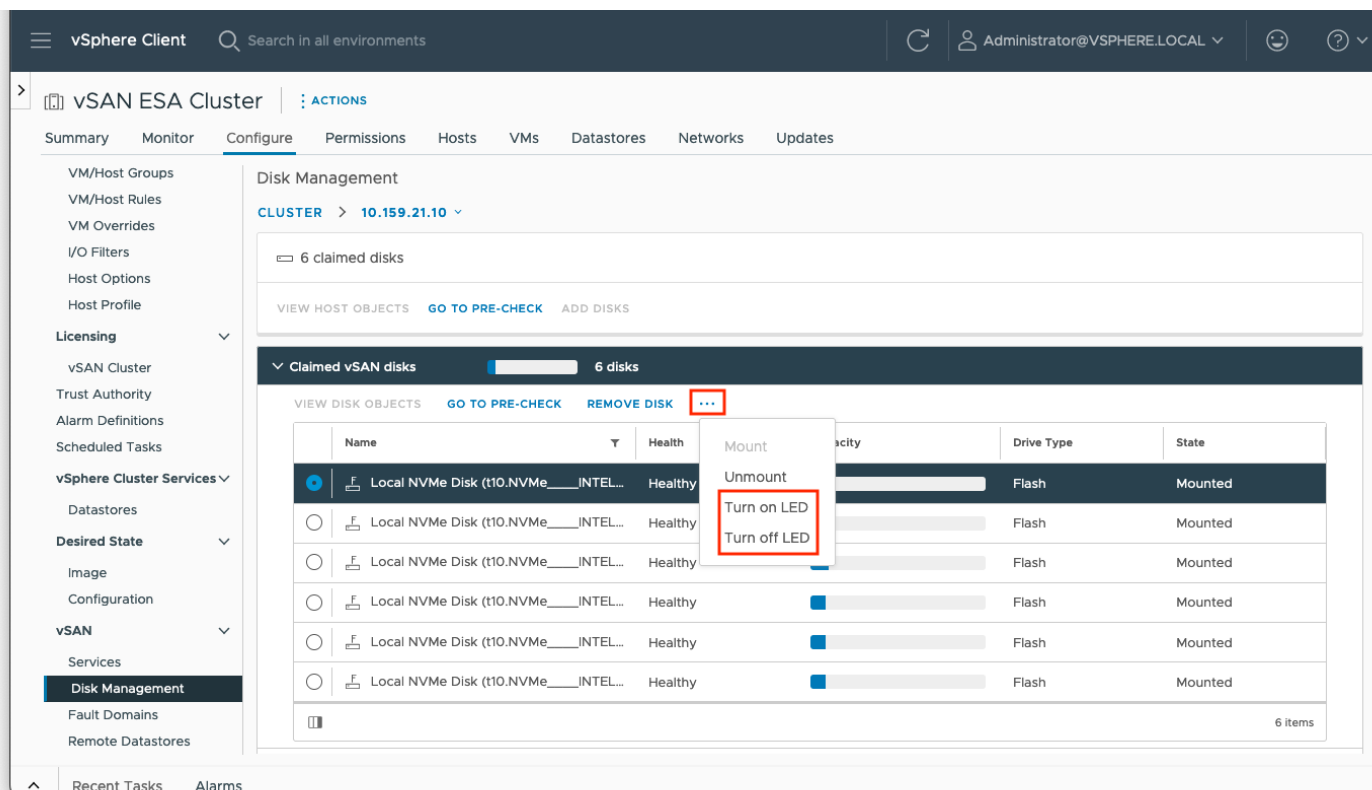 vSphere Client Search in all environments Administrator@VSPHERE.LOCAL
vSAN ESA Cluster ACTIONS
Summary Monitor Configure Permissions Hosts VMs Datastores Networks Updates
VM/Host Groups
VM/Host Rules
VM Overrides
I/O Filters
Host Options
Host Profile
Licensing
vSAN Cluster
Trust Authority
Alarm Definitions
Scheduled Tasks
vSphere Cluster Services
Datastores
Desired State
Image
Configuration
vSAN
Services
Disk Management
Fault Domains
Remote Datastores
Disk Management
CLUSTER > 10.159.21.10
6 claimed disks
VIEW HOST OBJECTS GO TO PRE-CHECK ADD DISKS
Claimed vSAN disks 6 disks
VIEW DISK OBJECTS GO TO PRE-CHECK REMOVE DISK ...
Name Health acity Drive Type State
Local NVMe Disk (t10.NVMe____INTEL... Healthy Flash Mounted
Local NVMe Disk (t10.NVMe____INTEL... Healthy Flash Mounted
Local NVMe Disk (t10.NVMe____INTEL... Healthy Flash Mounted
Local NVMe Disk (t10.NVMe____INTEL... Healthy Flash Mounted
Local NVMe Disk (t10.NVMe____INTEL... Healthy Flash Mounted
Local NVMe Disk (t10.NVMe____INTEL... Healthy Flash Mounted
6 items
Mount
Unmount
Turn on LED
Turn off LED
Recent Tasks Alarms